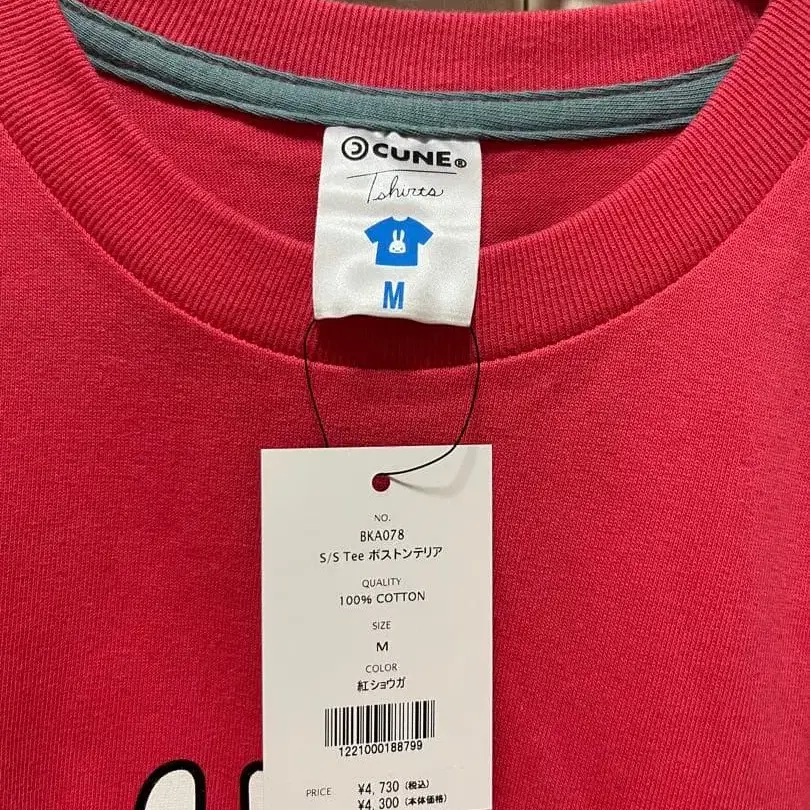 CUNE®
Tshirts
M
NO.
BKA078
S/S Tee ボストンテリア
QUALITY
100% COTTON
SIZE
M
COLOR
紅ショウガ
1221000188799
PRICE ¥4,730 (税込)
¥4,300 (本体価格)